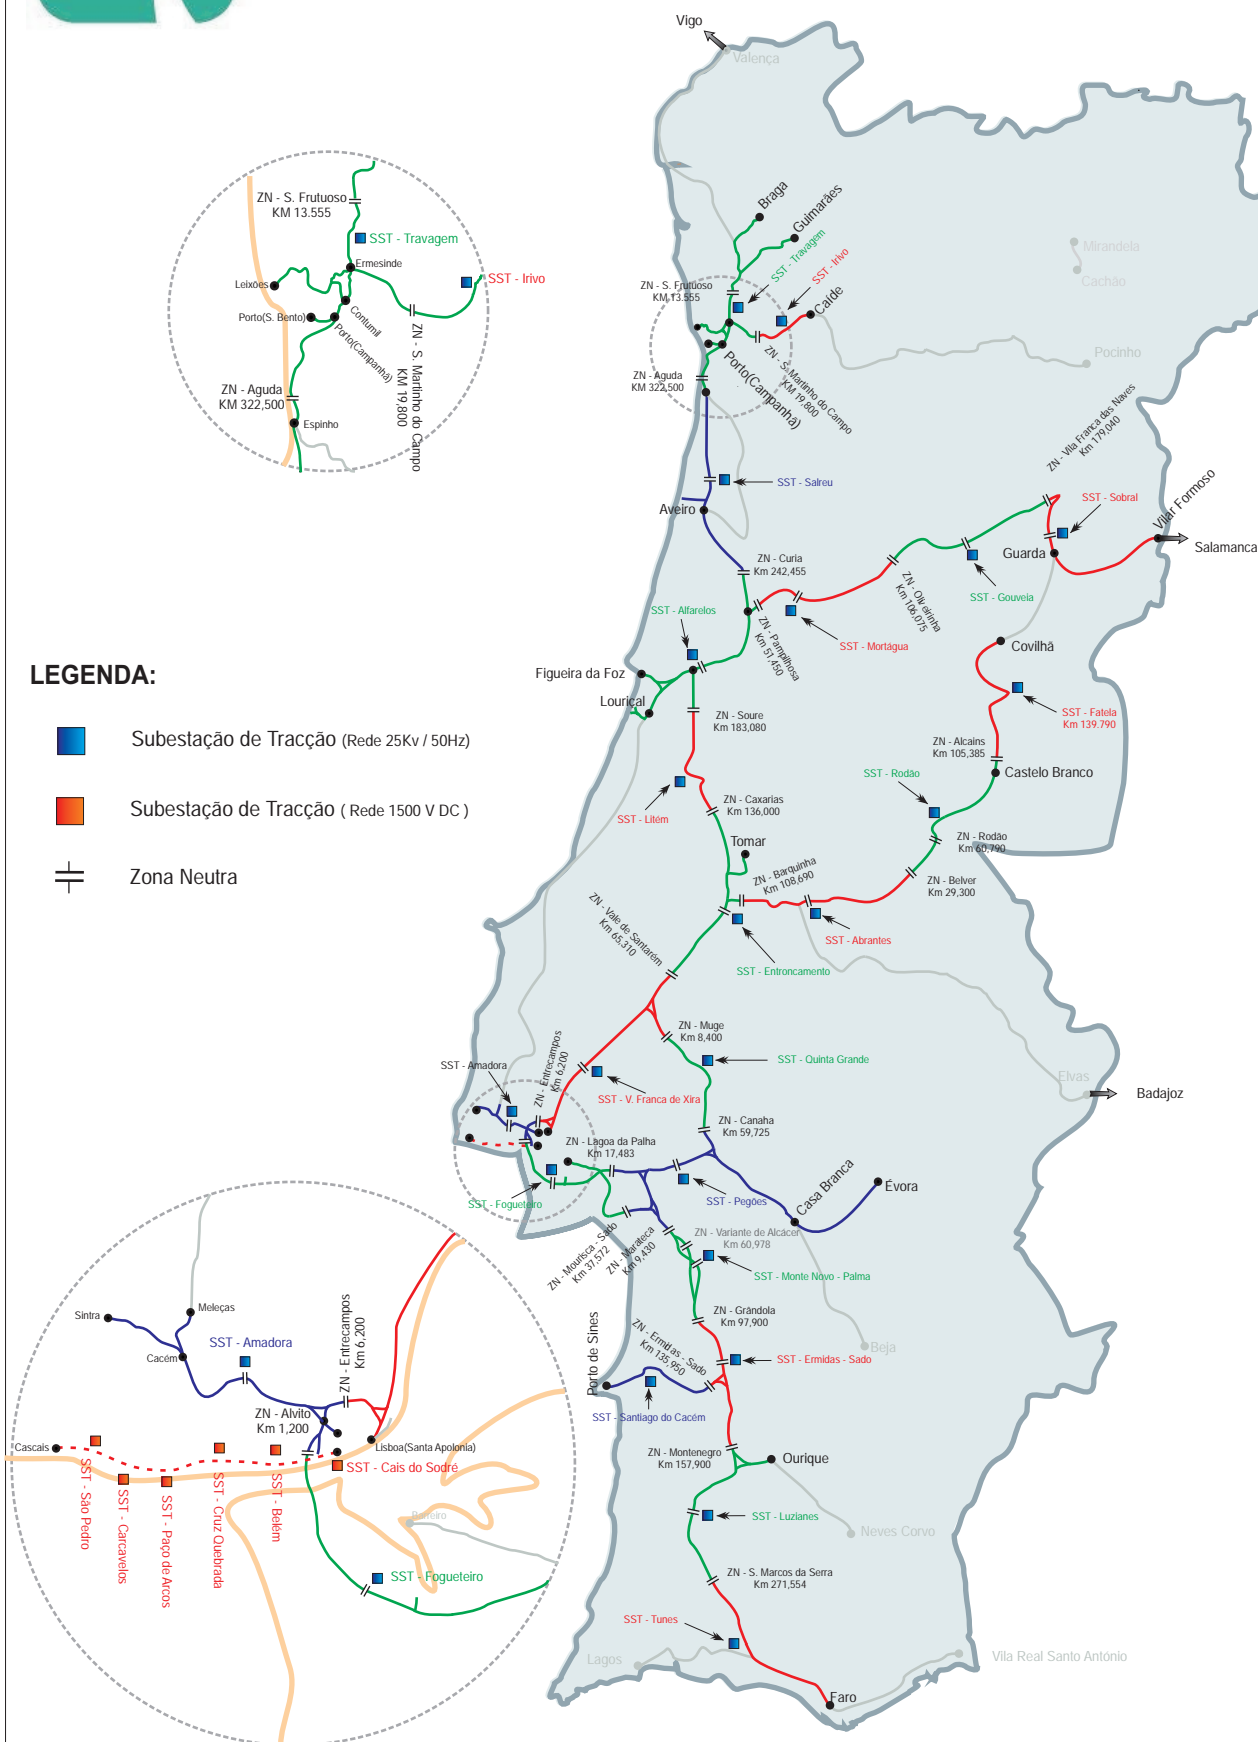 Vigo
Valença
Braga
Guimarães
SST - Travagem
SST - Irivo
Caíde
ZN - S. Frutuoso
KM 13.555
Mirandela
Cachão
Pocinho
ZN - S. Martinho do Campo
KM 19,800
Porto(Campanhã)
ZN - Aguda
KM 322,500
ZN - S. Frutuoso
KM 13.555
SST - Travagem
Ermesinde
SST - Irivo
Leixões
Contumil
Porto(S. Bento)
Porto(Campanhã)
ZN - S. Martinho do Campo
KM 19,800
ZN - Aguda
KM 322,500
Espinho
SST - Salreu
Aveiro
ZN - Vila Franca das Naves
Km 179,040
SST - Sobral
Vilar Formoso
Salamanca
Guarda
ZN - Curia
Km 242,455
SST - Gouveia
ZN - Oliveirinha
Km 106,075
SST - Alfarelos
ZN - Pampilhosa
Km 51,450
SST - Mortágua
Covilhã
Figueira da Foz
Louriçal
SST - Fatela
Km 139.790
ZN - Soure
Km 183,080
ZN - Alcains
Km 105,385
Castelo Branco
SST - Rodão
LEGENDA:
Subestação de Tracção (Rede 25Kv / 50Hz)
Subestação de Tracção ( Rede 1500 V DC )
Zona Neutra
SST - Litém
ZN - Caxarias
Km 136,000
Tomar
ZN - Rodão
Km 60,790
ZN - Barquinha
Km 108,690
ZN - Belver
Km 29,300
ZN - Vale de Santarém
Km 65,310
SST - Abrantes
SST - Entroncamento
ZN - Muge
Km 8,400
SST - Quinta Grande
SST - Amadora
ZN - Entrecampos
Km 6,200
SST - V. Franca de Xira
Elvas
Badajoz
ZN - Canaha
Km 59,725
ZN - Lagoa da Palha
Km 17,483
SST - Fogueteiro
SST - Pegões
Casa Branca
Évora
ZN - Mourisca - Sado
Km 37,572
ZN - Marateca
Km 9,430
ZN - Variante de Alcácer
Km 60,978
SST - Monte Novo - Palma
ZN - Grândola
Km 97,900
Porto de Sines
ZN - Ermidas - Sado
Km 135,950
SST - Ermidas - Sado
Beja
SST - Santiago do Cacém
ZN - Montenegro
Km 157,900
Ourique
SST - Luzianes
Neves Corvo
ZN - S. Marcos da Serra
Km 271,554
SST - Tunes
Lagos
Vila Real Santo António
Faro
Sintra
Meleças
Cacém
SST - Amadora
ZN - Entrecampos
Km 6,200
ZN - Alvito
Km 1,200
Cascais
Lisboa(Santa Apolonia)
SST - Cais do Sodré
SST - São Pedro
SST - Carcavelos
SST - Paço de Arcos
SST - Cruz Quebrada
SST - Belém
Barreiro
SST - Fogueteiro